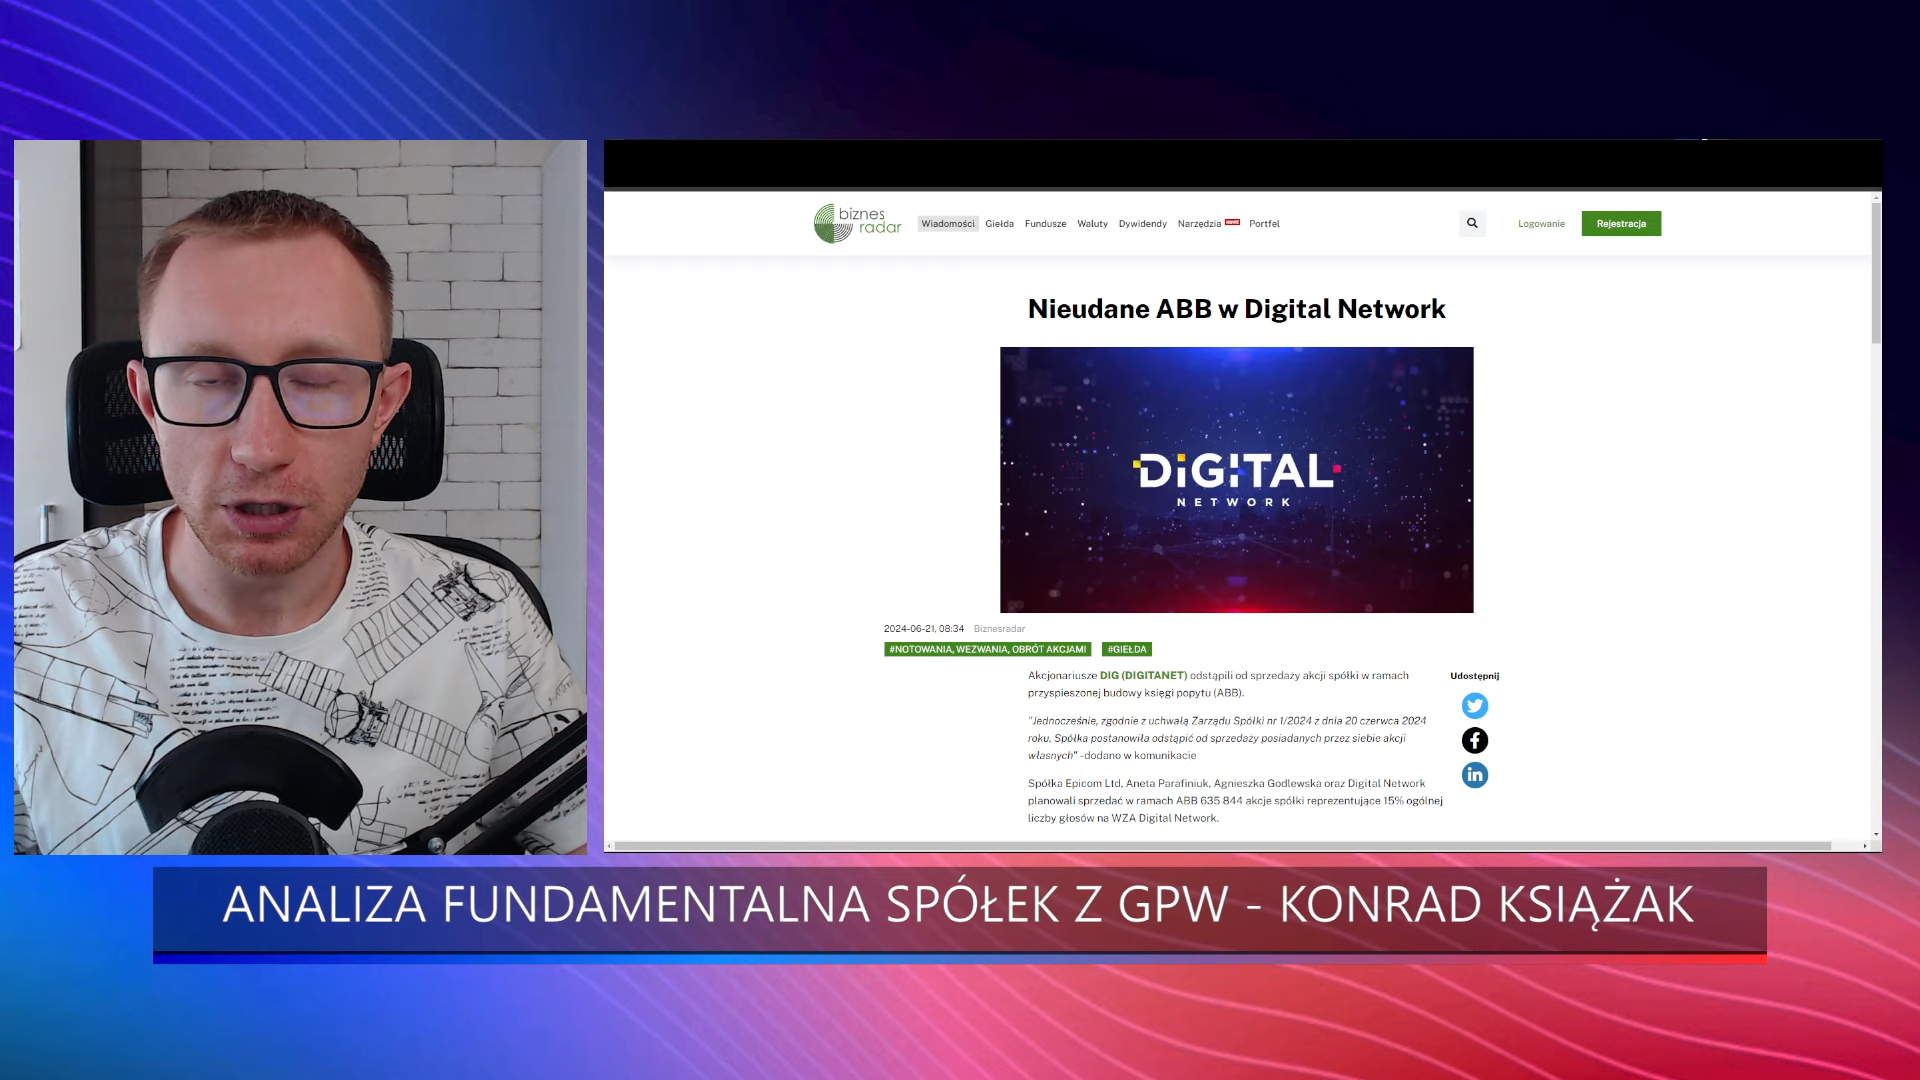 biznes
radar
Wiadomości
Giełda
Fundusze
Waluty
Dywidendy
Narzędzia
Portfel
Logowanie
Rejestracja
Nieudane ABB w Digital Network
DiGITAL
NETWORK
2024-06-21, 08:34 Biznesradar
#NOTOWANIA, WEZWANIA, OBRÓT AKCJAMI
#GIEŁDA
Akcjonariusze DIG (DIGITANET) odstąpili od sprzedaży akcji spółki w ramach
przyspieszonej budowy księgi popytu (ABB).
"Jednocześnie, zgodnie z uchwałą Zarządu Spółki nr 1/2024 z dnia 20 czerwca 2024
roku, Spółka postanowiła odstąpić od sprzedaży posiadanych przez siebie akcji
własnych" - dodano w komunikacie
Spółka Epicom Ltd, Aneta Parafiniuk, Agnieszka Godlewska oraz Digital Network
planowali sprzedać w ramach ABB 635 844 akcje spółki reprezentujące 15% ogólnej
liczby głosów na WZA Digital Network.
Udostępnij
ANALIZA FUNDAMENTALNA SPÓŁEK Z GPW - KONRAD KSIĄŻAK